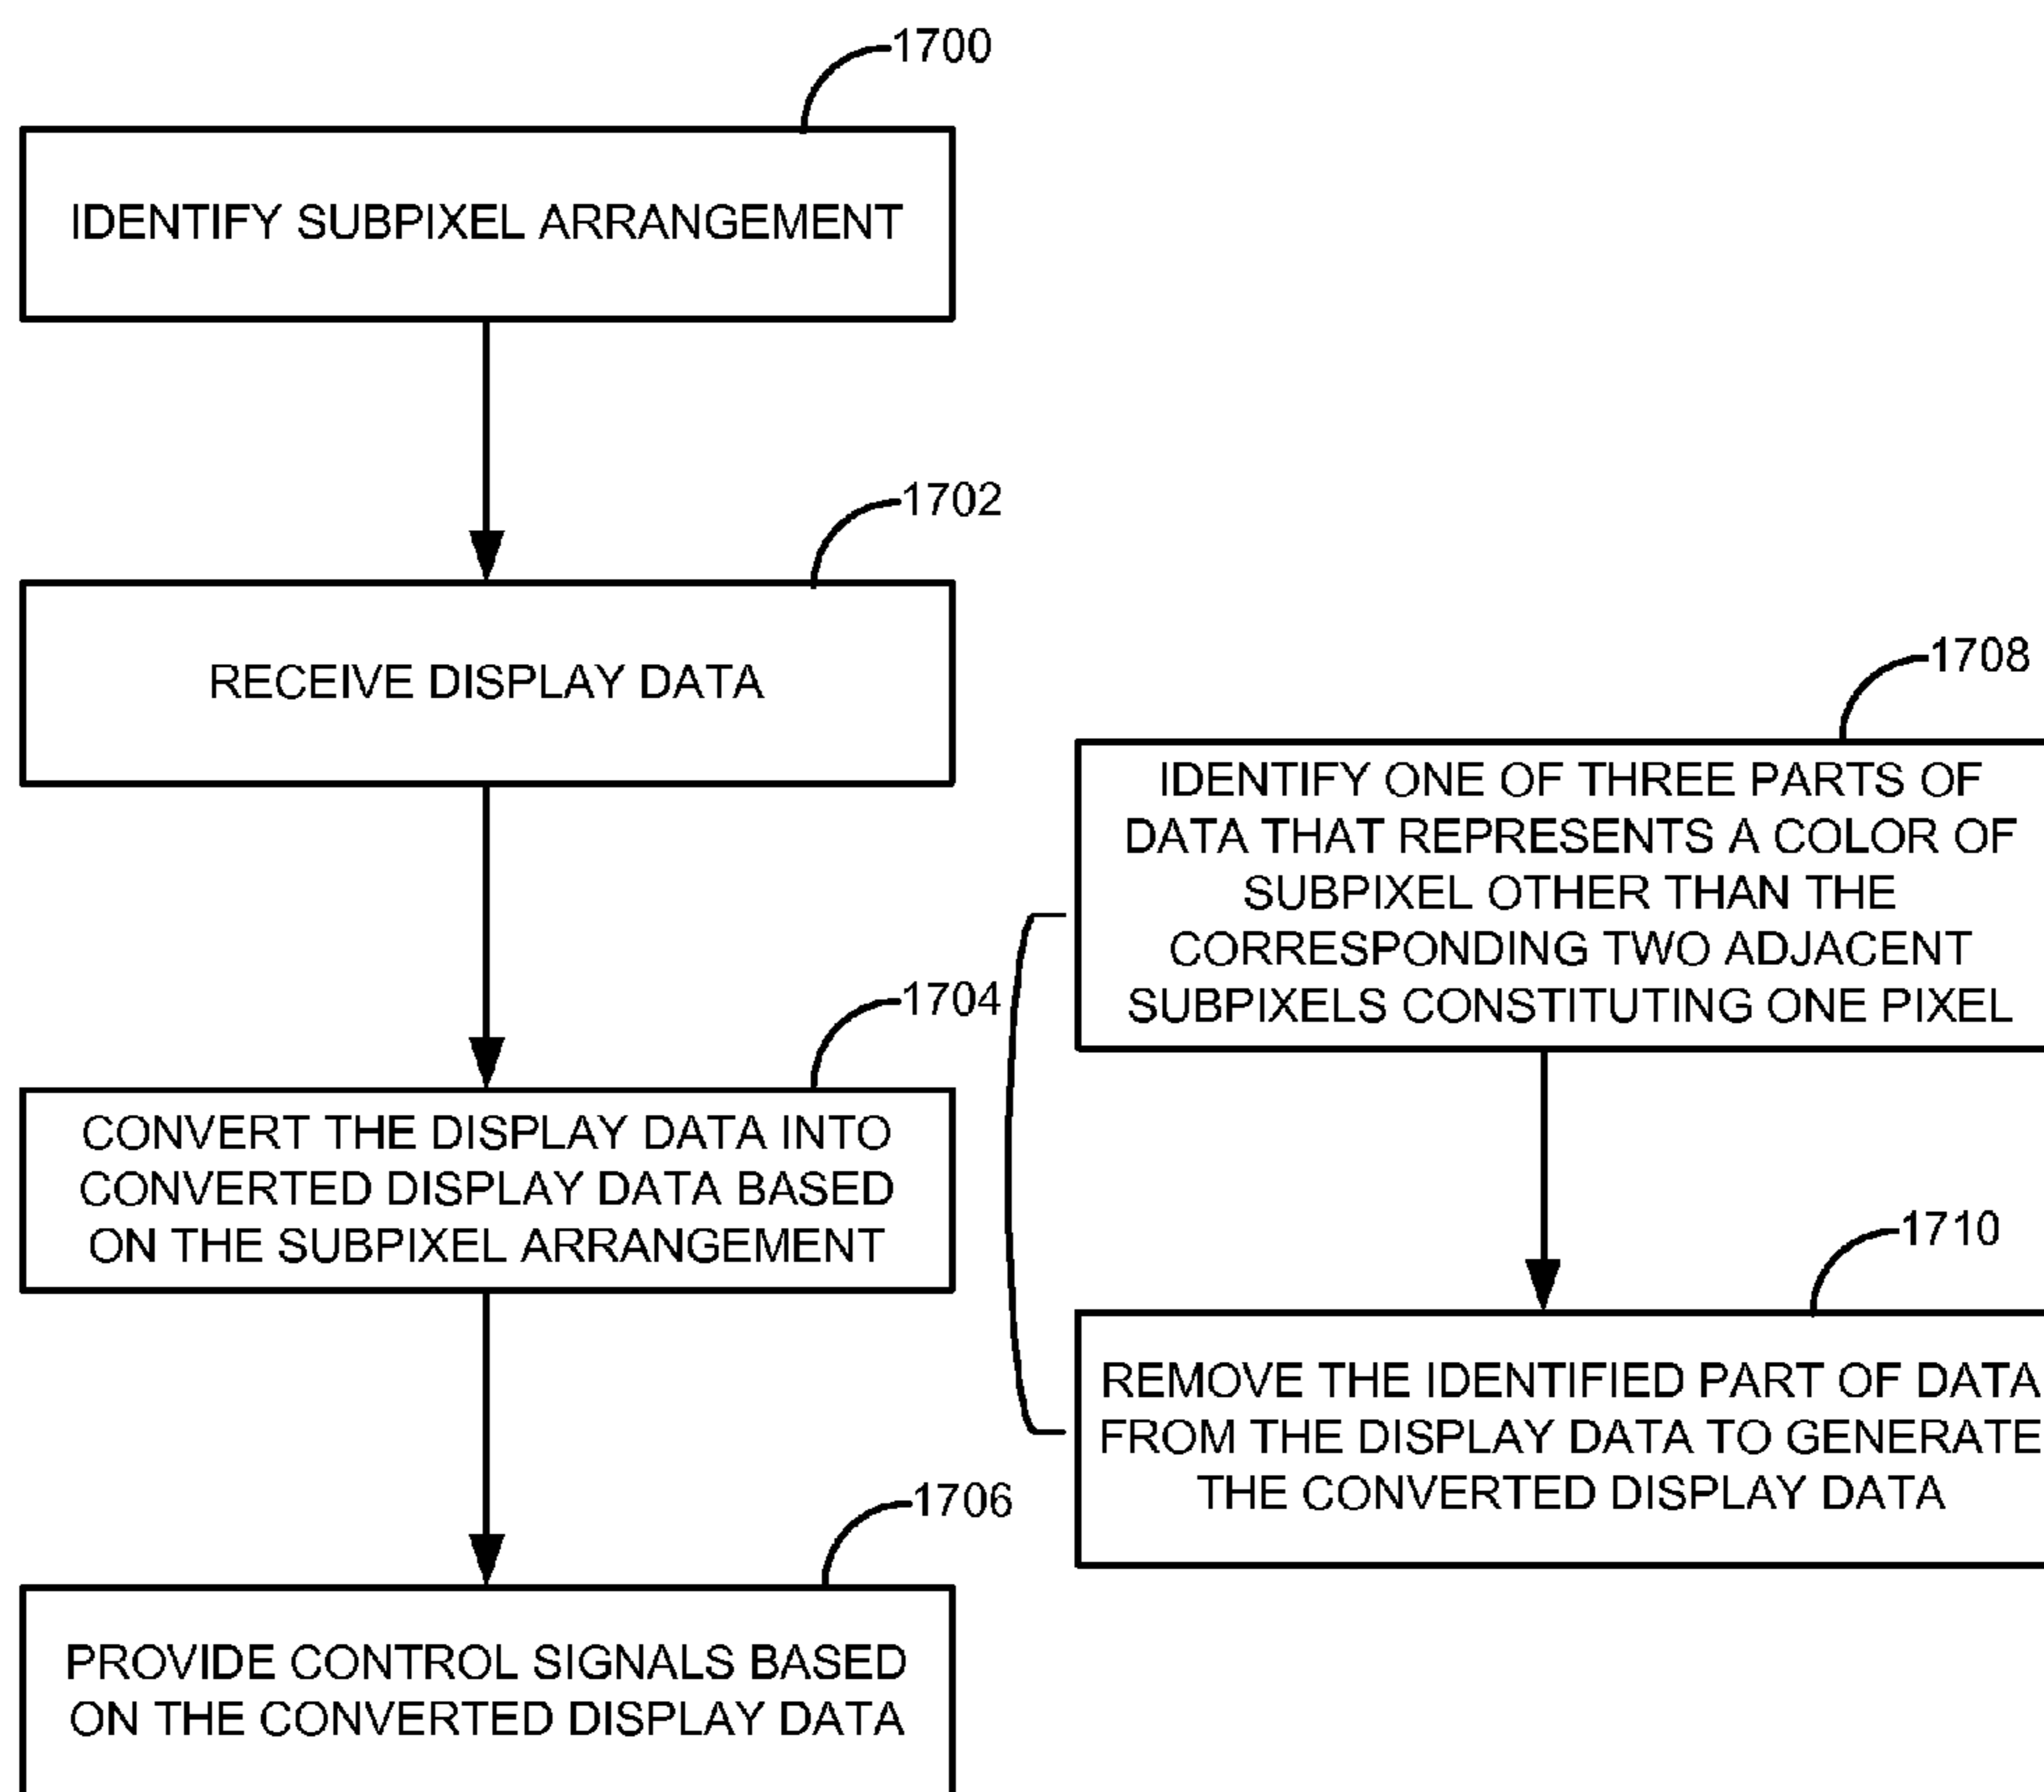 1700
IDENTIFY SUBPIXEL ARRANGEMENT
1702
RECEIVE DISPLAY DATA
1704
CONVERT THE DISPLAY DATA INTO
CONVERTED DISPLAY DATA BASED
ON THE SUBPIXEL ARRANGEMENT
1706
PROVIDE CONTROL SIGNALS BASED
ON THE CONVERTED DISPLAY DATA
1708
IDENTIFY ONE OF THREE PARTS OF
DATA THAT REPRESENTS A COLOR OF
SUBPIXEL OTHER THAN THE
CORRESPONDING TWO ADJACENT
SUBPIXELS CONSTITUTING ONE PIXEL
1710
REMOVE THE IDENTIFIED PART OF DATA
FROM THE DISPLAY DATA TO GENERATE
THE CONVERTED DISPLAY DATA